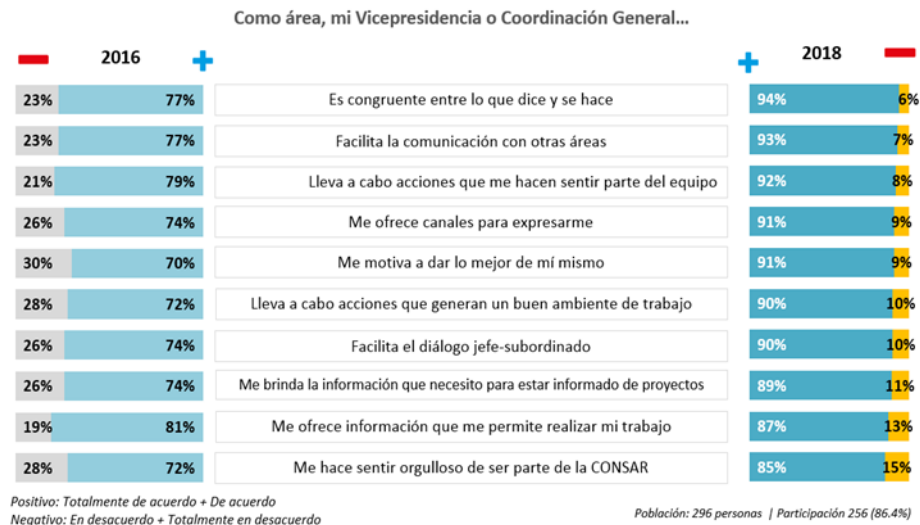 Como área, mi Vicepresidencia o Coordinación General...
2016
2018
23% 77% Es congruente entre lo que dice y se hace 94% 6%
23% 77% Facilita la comunicación con otras áreas 93% 7%
21% 79% Lleva a cabo acciones que me hacen sentir parte del equipo 92% 8%
26% 74% Me ofrece canales para expresarme 91% 9%
30% 70% Me motiva a dar lo mejor de mí mismo 91% 9%
28% 72% Lleva a cabo acciones que generan un buen ambiente de trabajo 90% 10%
26% 74% Facilita el diálogo jefe-subordinado 90% 10%
26% 74% Me brinda la información que necesito para estar informado de proyectos 89% 11%
19% 81% Me ofrece información que me permite realizar mi trabajo 87% 13%
28% 72% Me hace sentir orgulloso de ser parte de la CONSAR 85% 15%
Positivo: Totalmente de acuerdo + De acuerdo
Negativo: En desacuerdo + Totalmente en desacuerdo
Población: 296 personas | Participación 256 (86.4%)